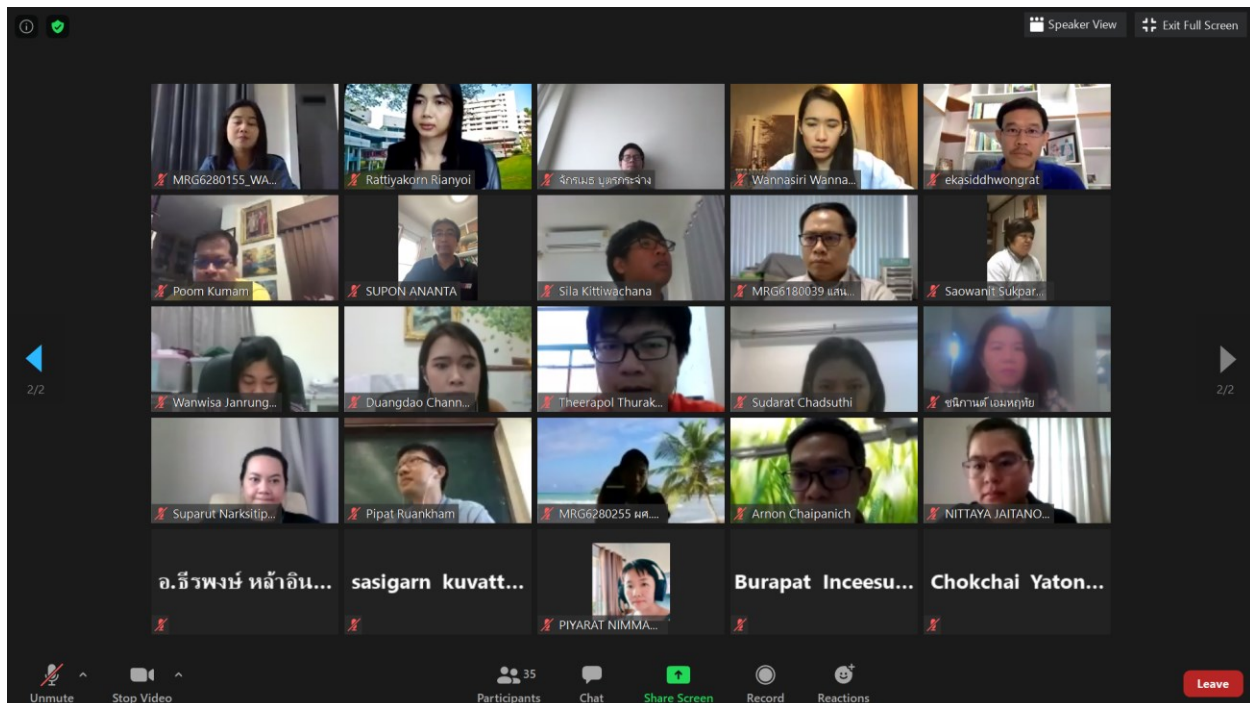 Speaker View
Exit Full Screen
MRG6280155_WA...
Rattiyakorn Rianyoi
จักรเมธ บุตรกระจ่าง
Wannasiri Wanna...
ekasiddhwongrat
Poom Kumam
SUPON ANANTA
Sila Kittiwachana
MRG6180039 แสน...
Saowanit Sukpar...
2/2
2/2
Wanwisa Janrung...
Duangdao Chann...
Theerapol Thurak...
Sudarat Chadsuthi
ชนิกานต์ เอมหฤทัย
Suparut Narksitip...
Pipat Ruankham
MRG6280255 ผศ....
Arnon Chaipanich
NITTAYA JAITANO...
อ.ธีรพงษ์ หล้าอิน...
sasigarn kuvatt...
PIYARAT NIMMA...
Burapat Inceesu...
Chokchai Yaton...
Unmute
Stop Video
35
Participants
Chat
Share Screen
Record
Reactions
Leave